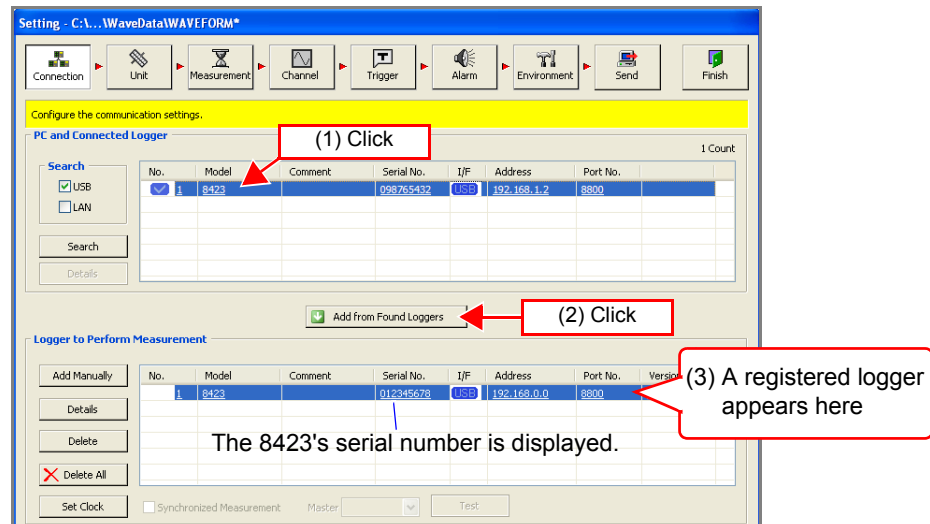 Setting - C:\...\WaveData\WAVEFORM*
Connection Unit Measurement Channel Trigger Alarm Environment Send Finish
Configure the communication settings.
PC and Connected Logger
(1) Click
1 Count
Search
USB
LAN
Search
Details
No. Model Comment Serial No. I/F Address Port No.
1 8423 098765432 USB 192.168.1.2 8800
Add from Found Loggers
(2) Click
Logger to Perform Measurement
Add Manually
Details
Delete
Delete All
Set Clock
No. Model Comment Serial No. I/F Address Port No. Version
1 8423 012345678 USB 192.168.0.0 8800
(3) A registered logger
appears here
The 8423's serial number is displayed.
Synchronized Measurement Master Test